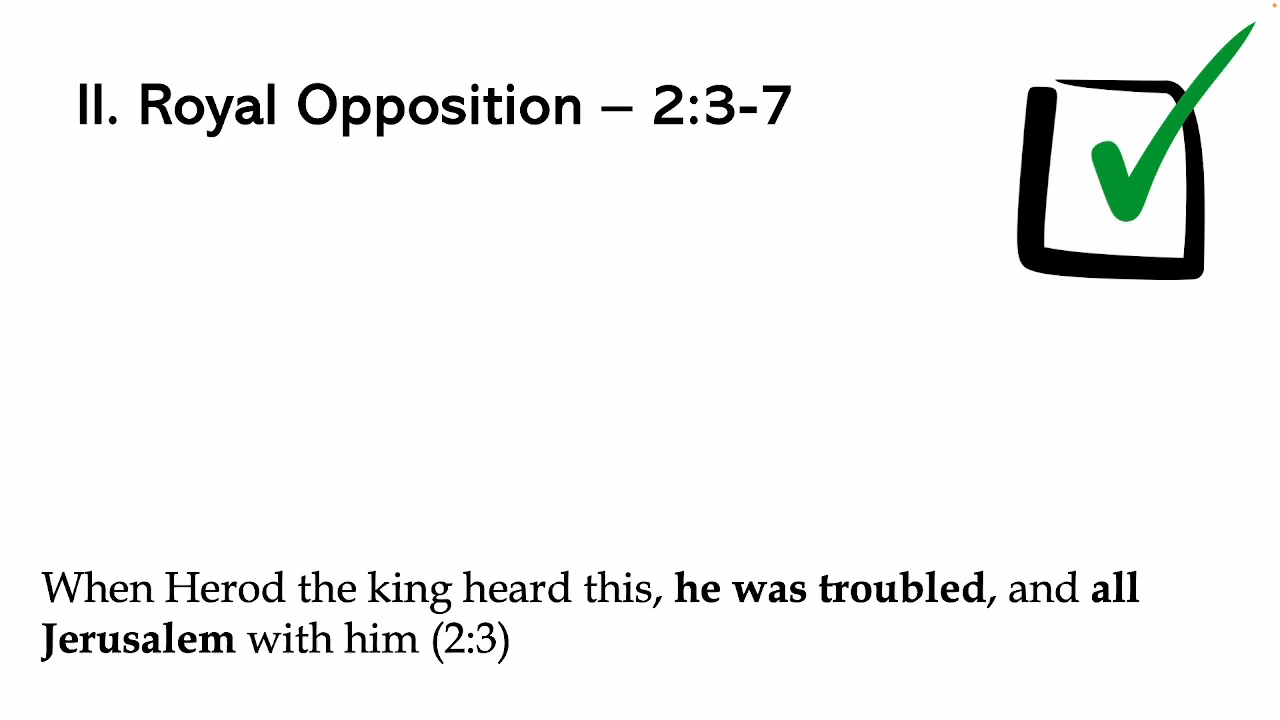 II. Royal Opposition – 2:3-7
When Herod the king heard this, he was troubled, and all
Jerusalem with him (2:3)